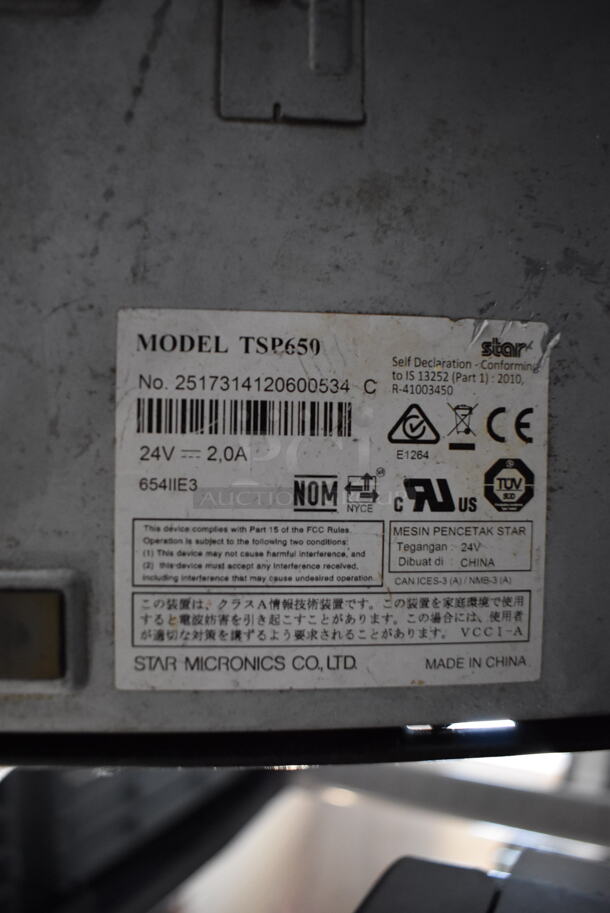 MODEL TSP650
star
Self Declaration - Conforming
to IS 13252 (Part 1) : 2010,
R-41003450
No. 2517314120600534 C
24V ⎓ 2,0A
E1264
CE
654IIE3
NOM
NYCE
C UL US
TÜV
SÜD
PCI
AUCTION GROUP
This device complies with Part 15 of the FCC Rules.
Operation is subject to the following two conditions:
(1) This device may not cause harmful interference, and
(2) this device must accept any interference received,
including interference that may cause undesired operation.
MESIN PENCETAK STAR
Tegangan : 24V
Dibuat di : CHINA
CAN ICES-3 (A) / NMB-3 (A)
この装置は、クラスA情報技術装置です。この装置を家庭環境で使用
すると電波妨害を引き起こすことがあります。この場合には、使用者
が適切な対策を講ずるよう要求されることがあります。 VCCI-A
STAR MICRONICS CO., LTD.
MADE IN CHINA